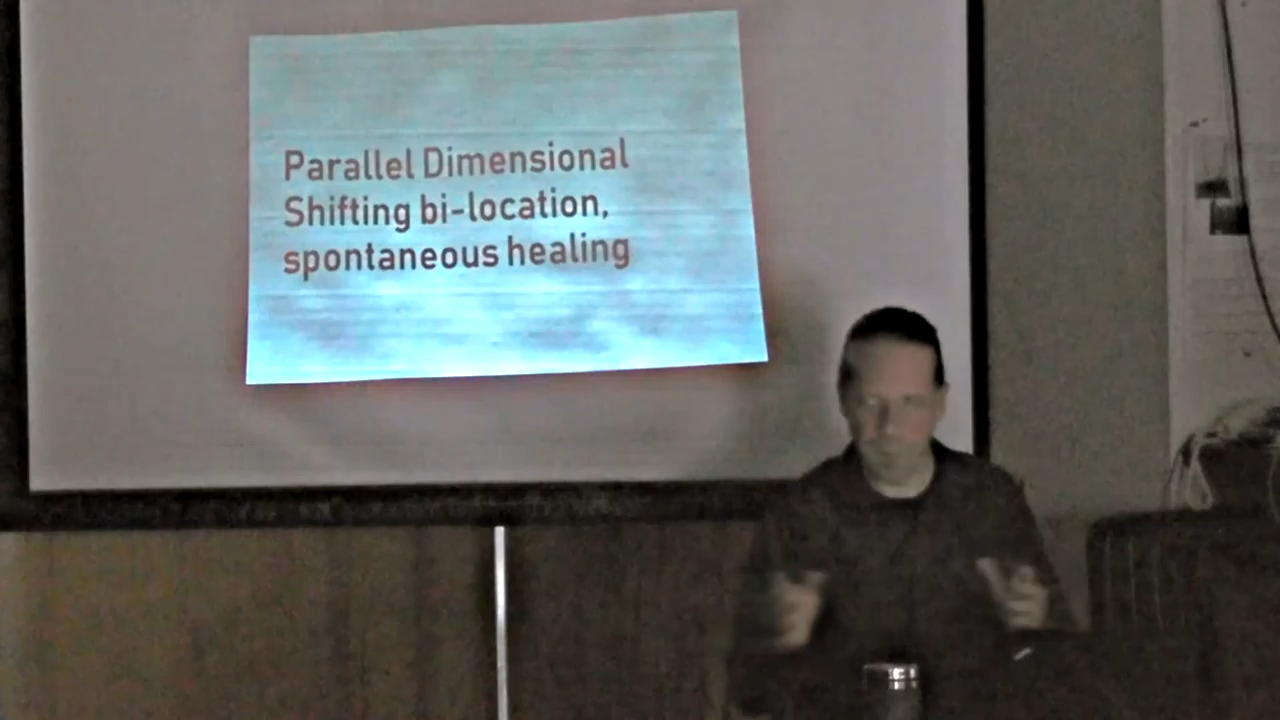 Parallel Dimensional
Shifting bi-location,
spontaneous healing